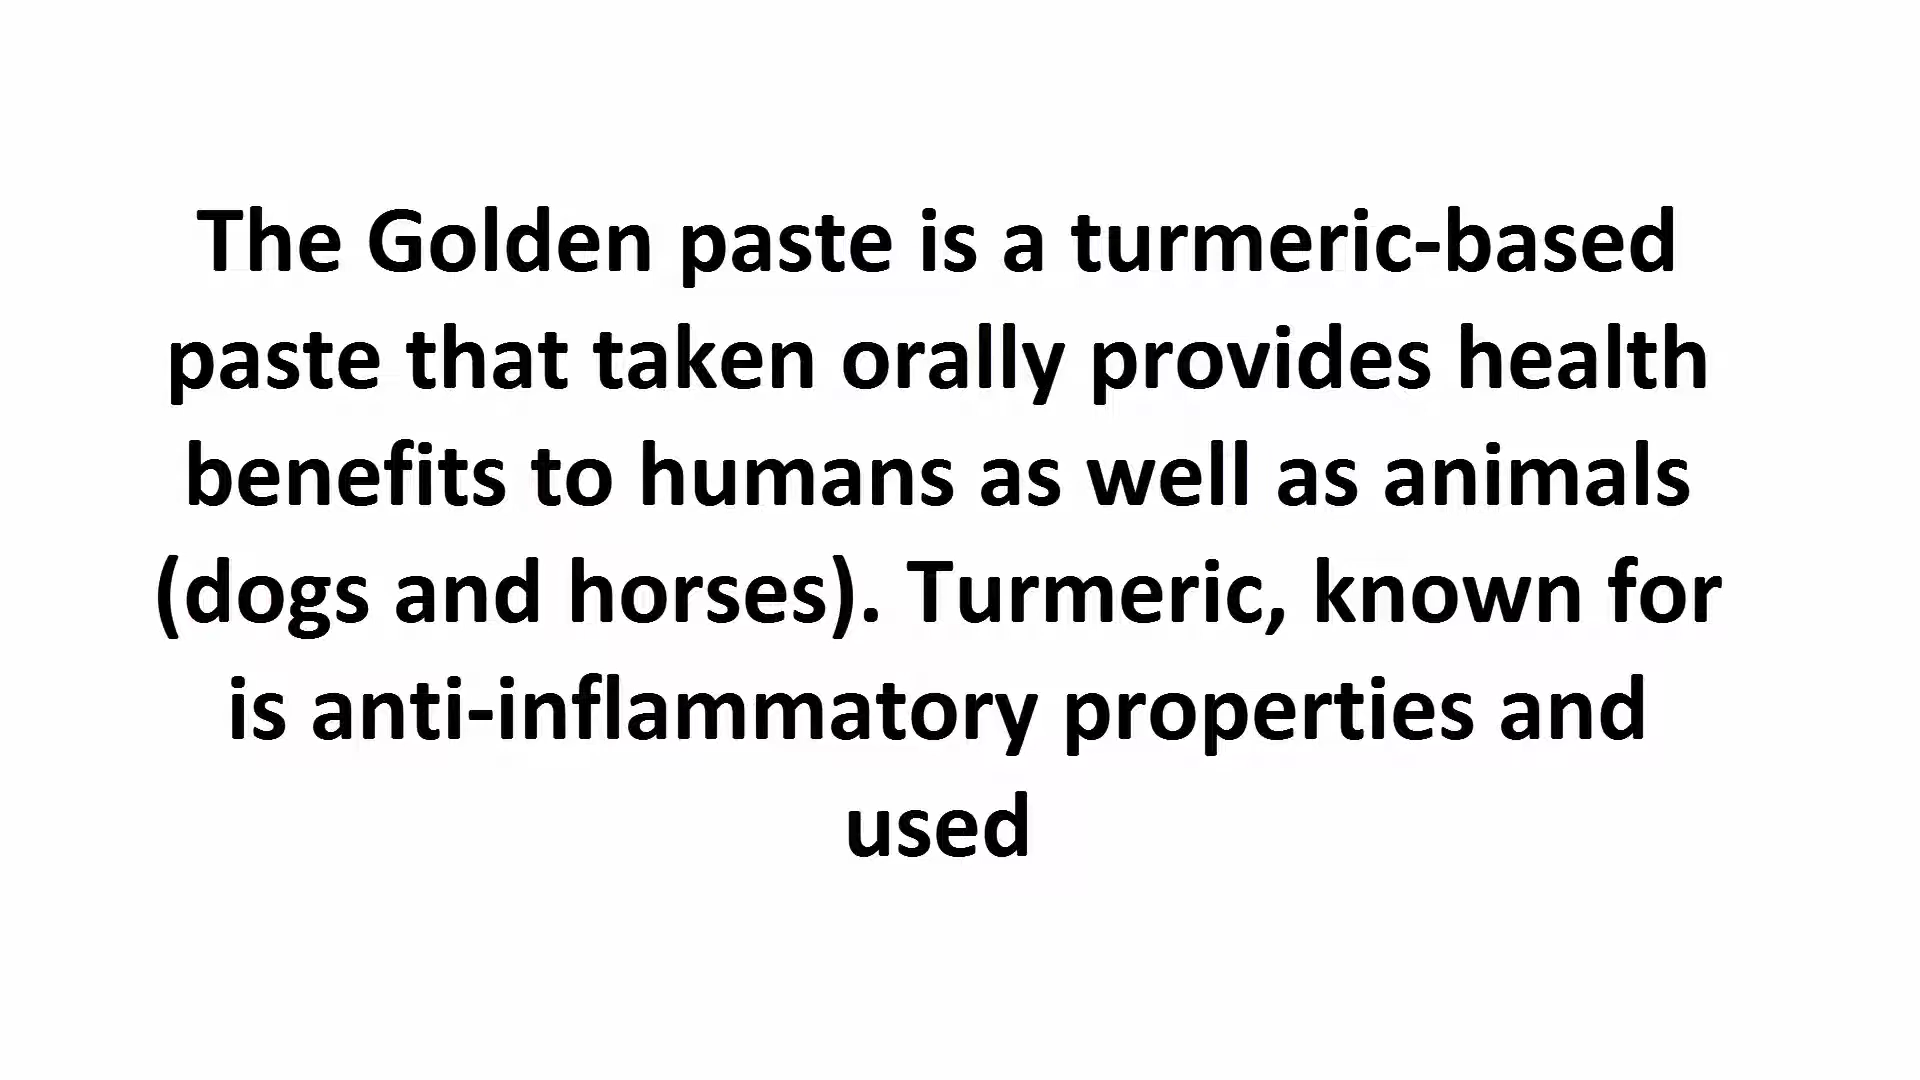 The Golden paste is a turmeric-based
paste that taken orally provides health
benefits to humans as well as animals
(dogs and horses). Turmeric, known for
is anti-inflammatory properties and
used